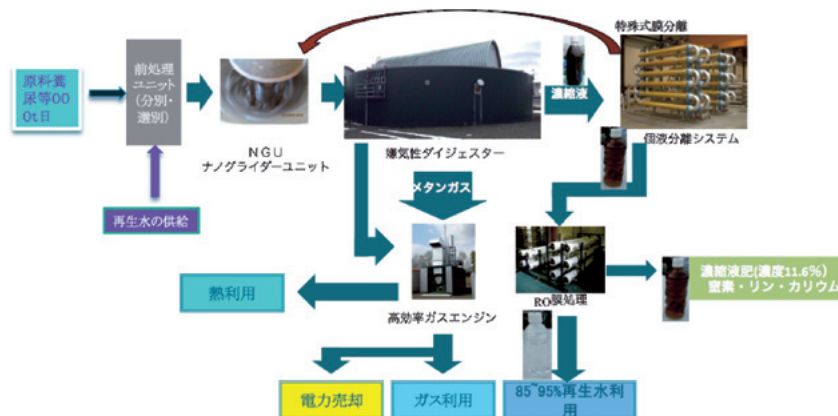 特殊式膜分離
原料糞
尿等〇〇
〇t日
前処理
ユニット
(分別・
選別)
濃縮液
NGU
ナノグライダーユニット
嫌気性ダイジェスター
個液分離システム
メタンガス
再生水の供給
濃縮液肥(濃度11.6%)
窒素・リン・カリウム
熱利用
RO膜処理
高効率ガスエンジン
電力売却
ガス利用
85~95%再生水利
用